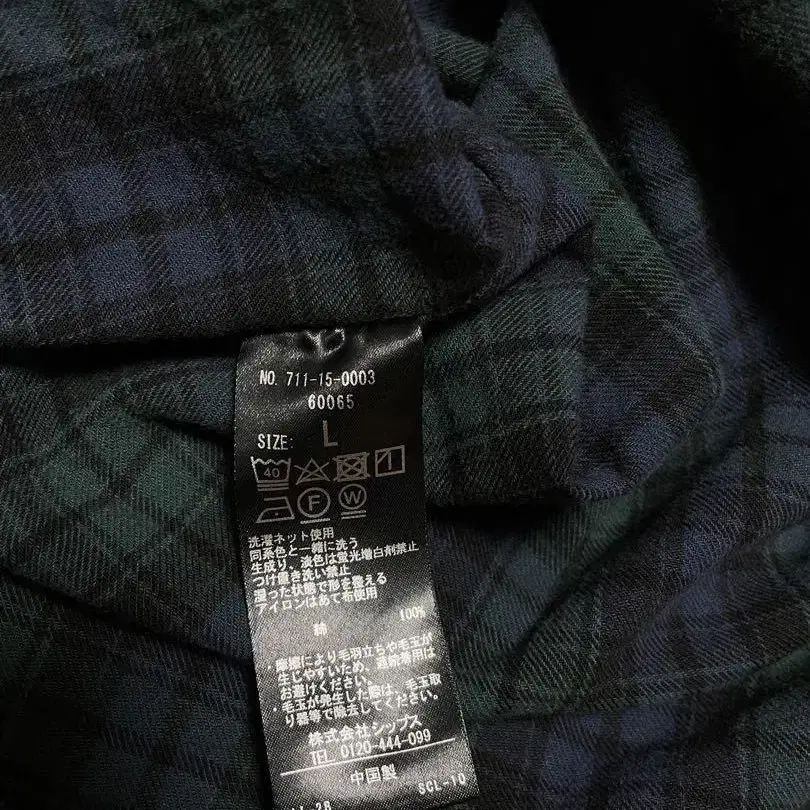 NO. 711-15-0003
60065
SIZE: L
40
F W
洗濯ネット使用
同系色と一緒に洗う
生成り、淡色は蛍光増白剤禁止
つけ置き洗い禁止
湿った状態で形を整える
アイロンはあて布使用
綿 100%
・摩擦により毛羽立ちや毛玉が
生じやすいため、連続着用は
お避けください。
・毛玉が発生した際は、毛玉取
り器等で除去してください。
株式会社シップス
TEL. 0120-444-099
中国製
SCL-10